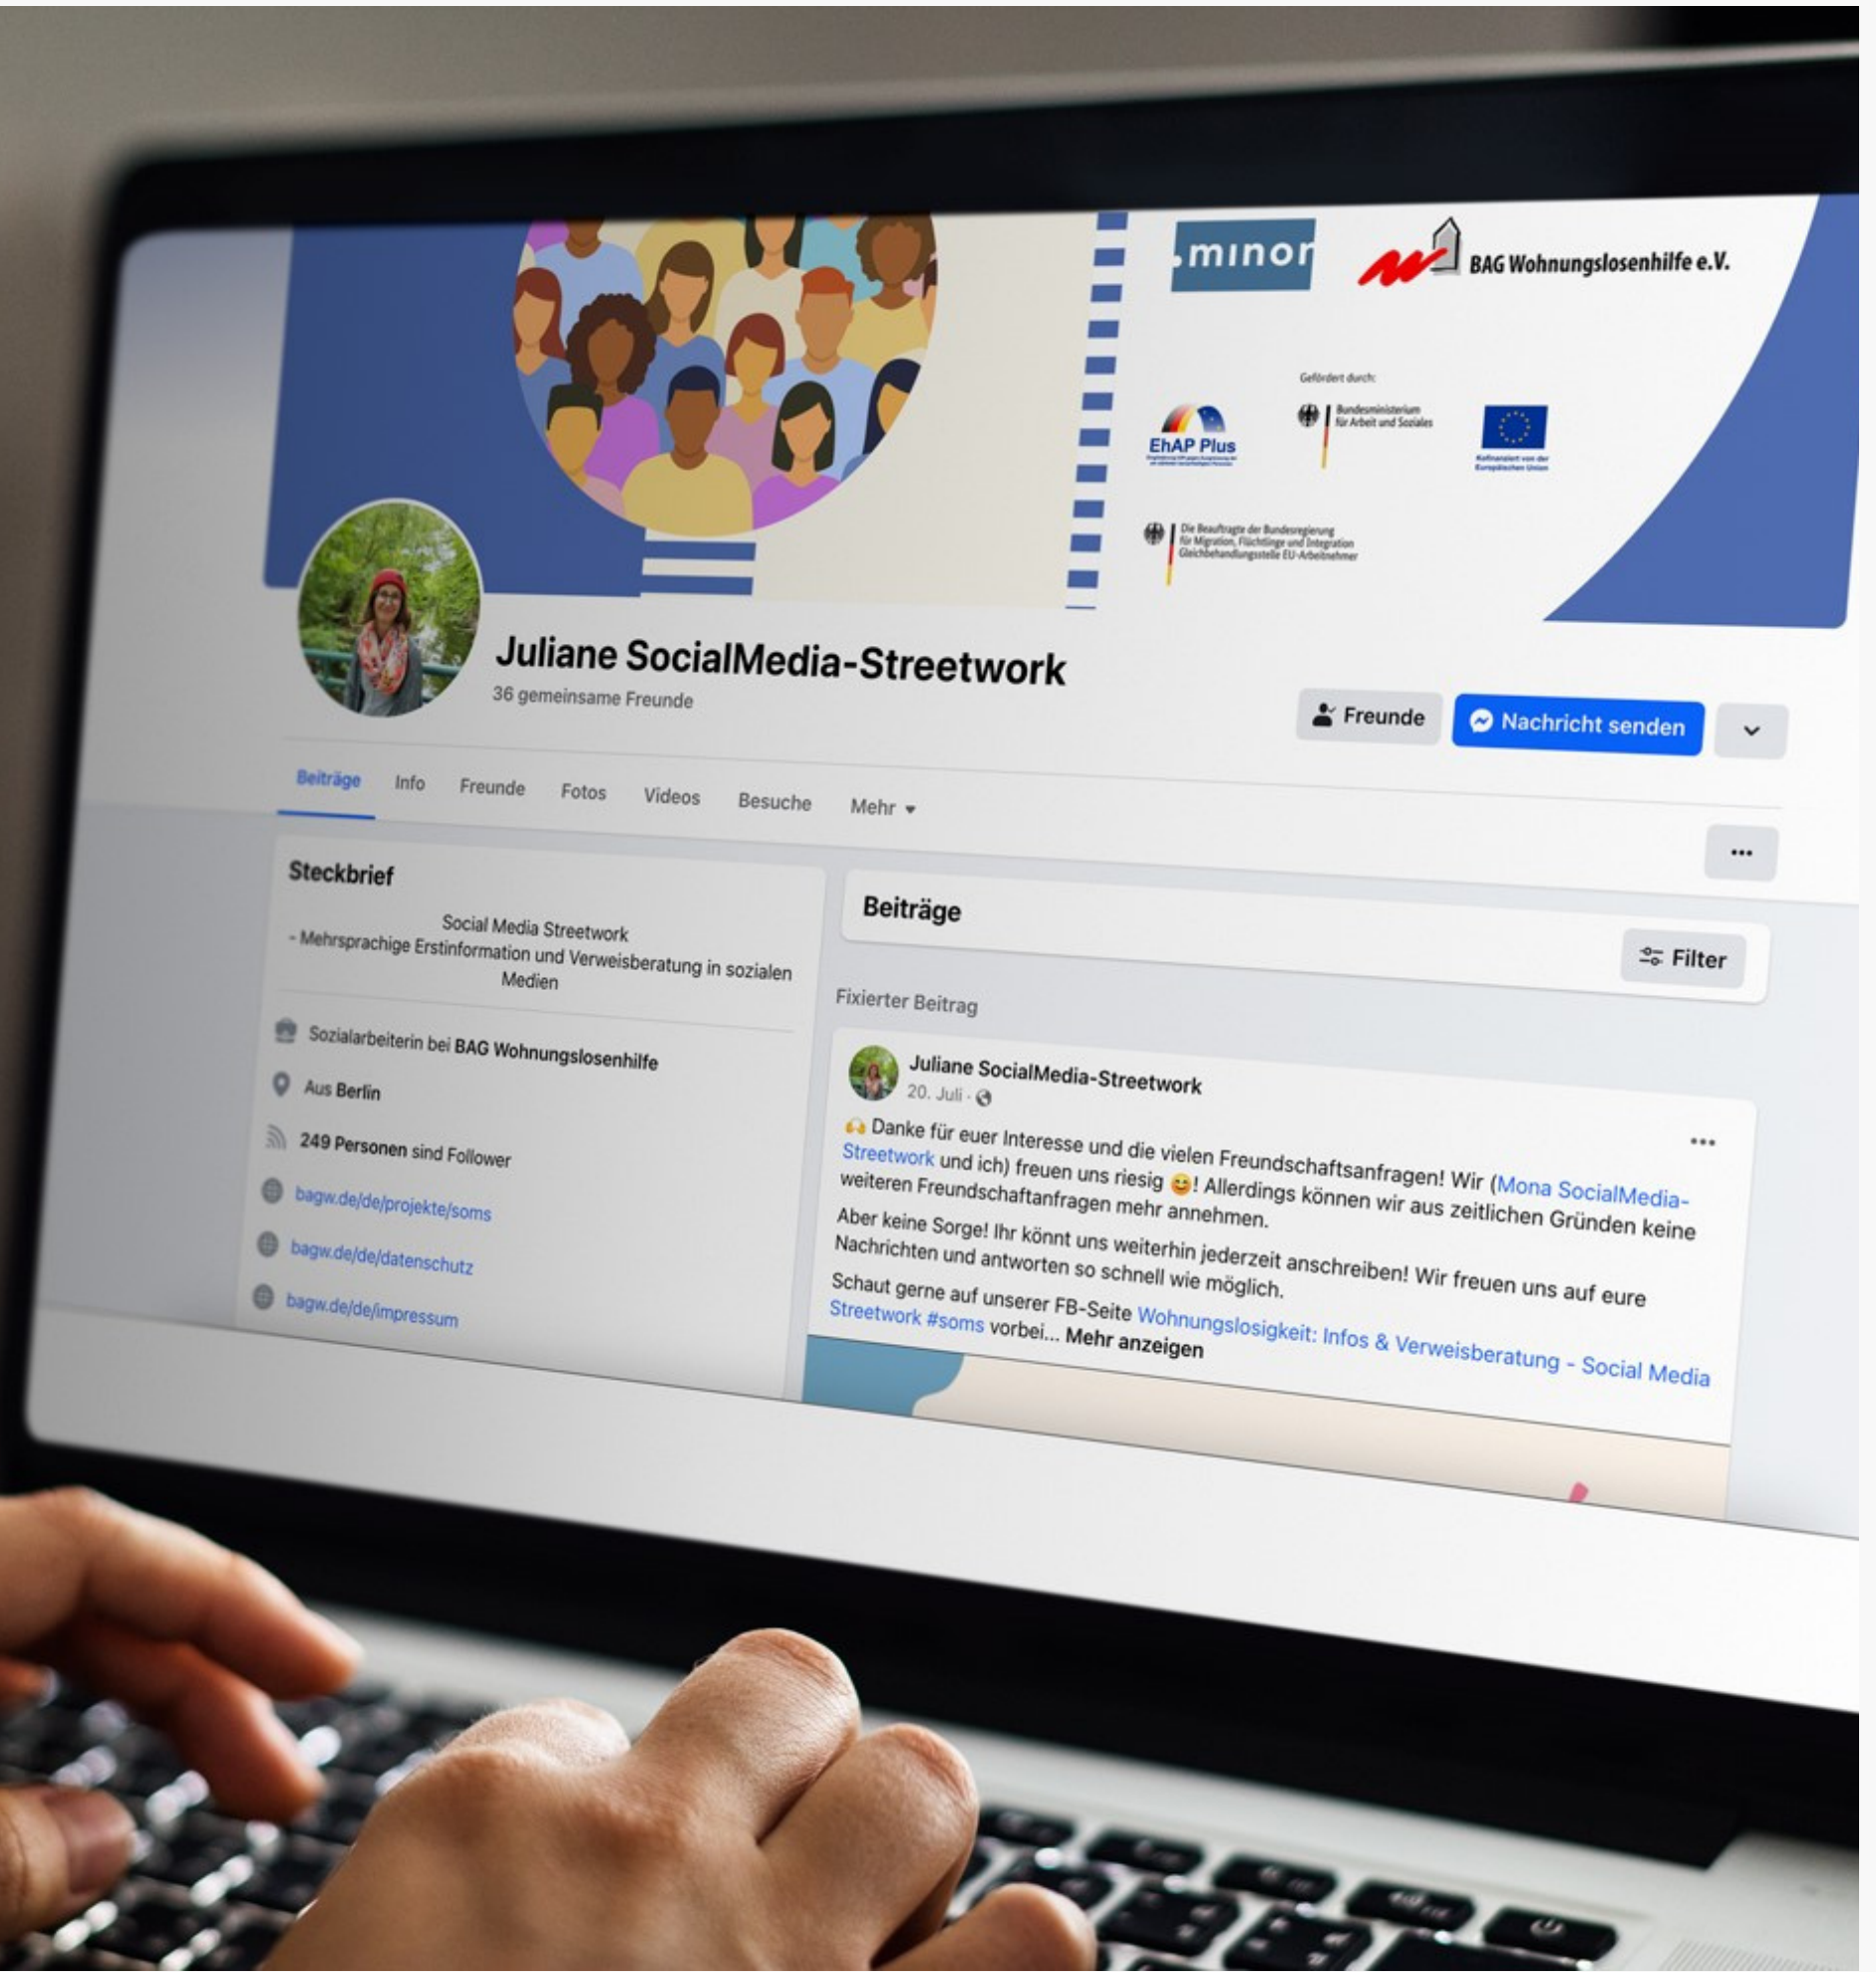 .minor
BAG Wohnungslosenhilfe e.V.
Gefördert durch:
EhAP Plus
Bundesministerium
für Arbeit und Soziales
Kofinanziert von der
Europäischen Union
Die Beauftragte der Bundesregierung
für Migration, Flüchtlinge und Integration
Gleichbehandlungsstelle EU-Arbeitnehmer
Juliane SocialMedia-Streetwork
36 gemeinsame Freunde
Freunde
Nachricht senden
Beiträge Info Freunde Fotos Videos Besuche Mehr
Steckbrief
Social Media Streetwork
- Mehrsprachige Erstinformation und Verweisberatung in sozialen
Medien
Sozialarbeiterin bei BAG Wohnungslosenhilfe
Aus Berlin
249 Personen sind Follower
bagw.de/de/projekte/soms
bagw.de/de/datenschutz
bagw.de/de/impressum
Beiträge
Filter
Fixierter Beitrag
Juliane SocialMedia-Streetwork
20. Juli ·
🙌 Danke für euer Interesse und die vielen Freundschaftsanfragen! Wir (Mona SocialMedia-
Streetwork und ich) freuen uns riesig 😊! Allerdings können wir aus zeitlichen Gründen keine
weiteren Freundschaftanfragen mehr annehmen.
Aber keine Sorge! Ihr könnt uns weiterhin jederzeit anschreiben! Wir freuen uns auf eure
Nachrichten und antworten so schnell wie möglich.
Schaut gerne auf unserer FB-Seite Wohnungslosigkeit: Infos & Verweisberatung - Social Media
Streetwork #soms vorbei... Mehr anzeigen